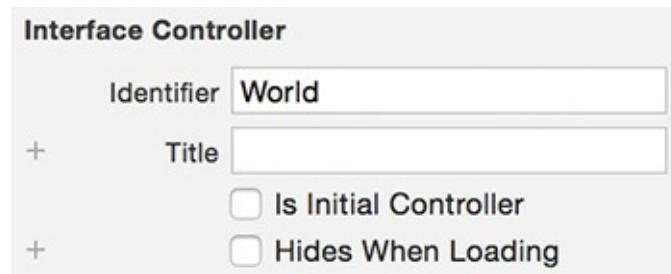 Interface Controller
Identifier World
+ Title
Is Initial Controller
+ Hides When Loading